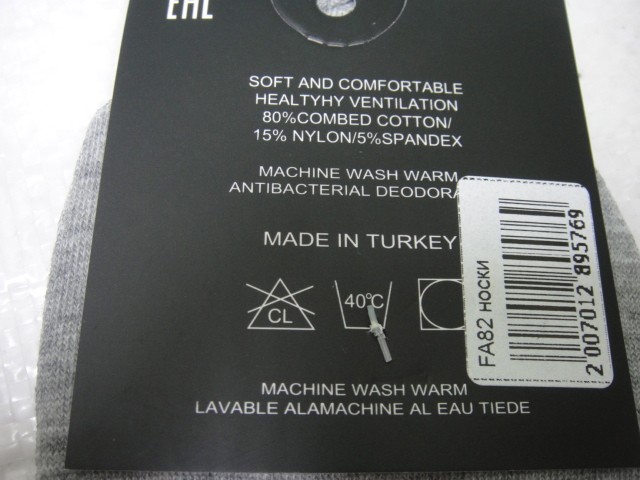 EAC
SOFT AND COMFORTABLE
HEALTYHY VENTILATION
80%COMBED COTTON/
15% NYLON/5%SPANDEX
MACHINE WASH WARM
ANTIBACTERIAL
MADE IN TURKEY
CL
40°C
MACHINE WASH WARM
LAVABLE ALAMACHINE AL EAU TIEDE
FA82 носки
2 007012 895769